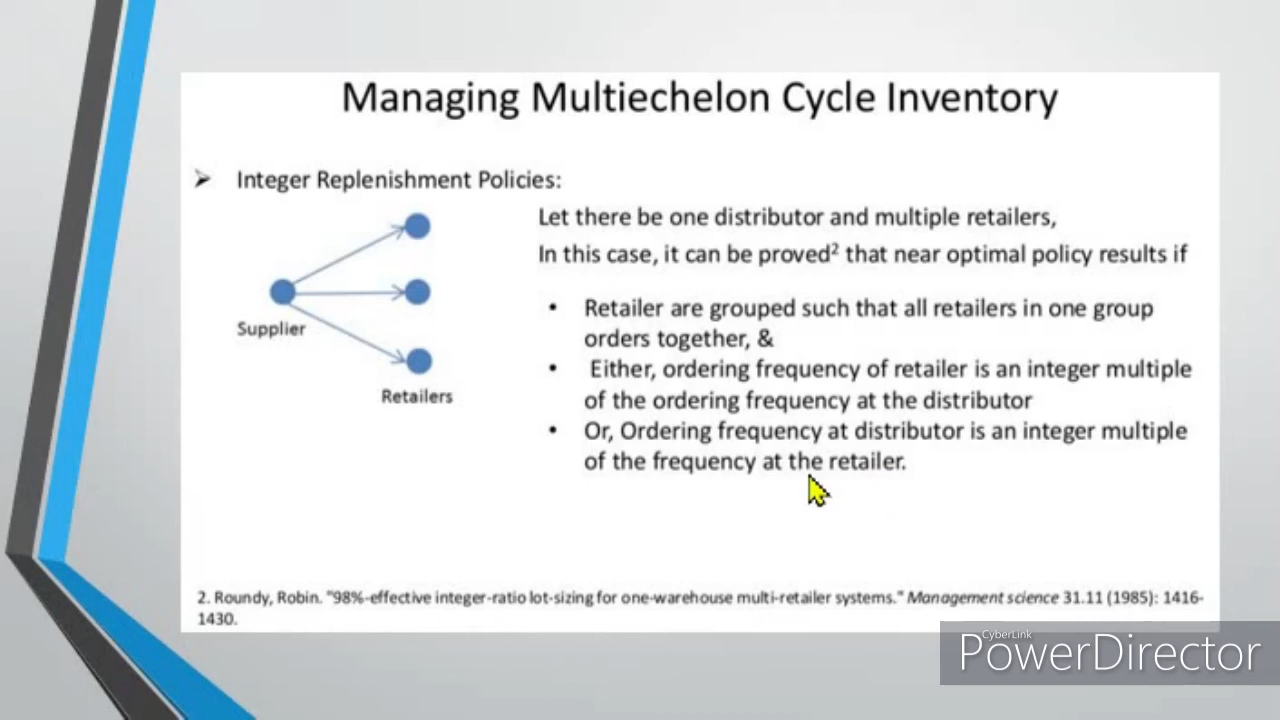 Managing Multiechelon Cycle Inventory
➤ Integer Replenishment Policies:
Supplier
Retailers
Let there be one distributor and multiple retailers,
In this case, it can be proved² that near optimal policy results if
• Retailer are grouped such that all retailers in one group
orders together, &
• Either, ordering frequency of retailer is an integer multiple
of the ordering frequency at the distributor
• Or, Ordering frequency at distributor is an integer multiple
of the frequency at the retailer.
2. Roundy, Robin. "98%-effective integer-ratio lot-sizing for one-warehouse multi-retailer systems." Management science 31.11 (1985): 1416-
1430.
CyberLink
PowerDirector